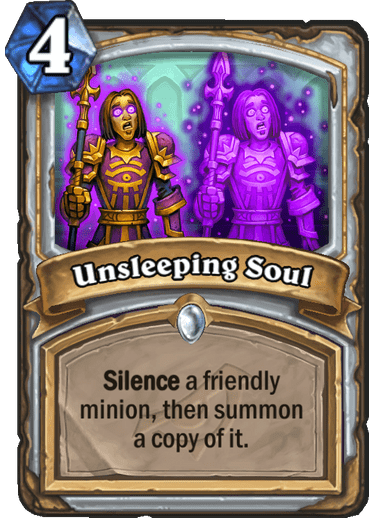 4
Unsleeping Soul
Silence a friendly
minion, then summon
a copy of it.